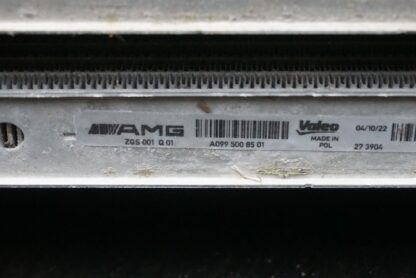 AMG
ZGS 001 Q 01
A099 500 85 01
Valeo
MADE IN
POL
04/10/22
27 3904